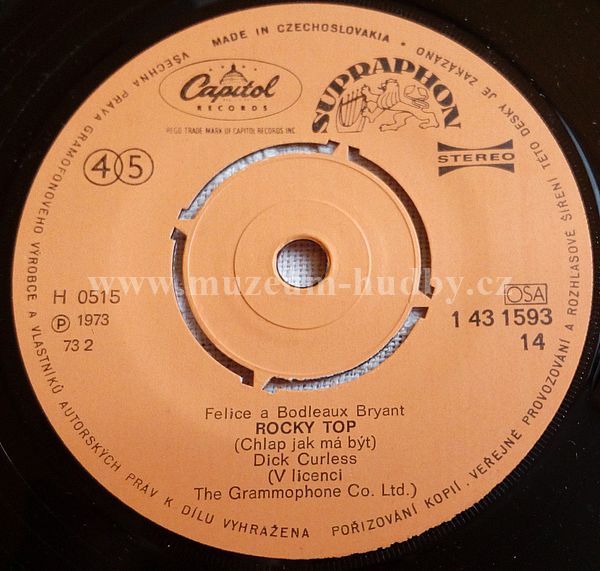 VŠECHNA PRÁVA GRAMOFONOVÉHO VÝROBCE A VLASTNÍKŮ AUTORSKÝCH PRÁV K DÍLU VYHRAŽENA
MADE IN CZECHOSLOVAKIA • POŘIZOVÁNÍ KOPIÍ. VEŘEJNÉ PROVOZOVÁNÍ A ROZHLASOVÉ ŠÍŘENÍ TÉTO DESKY JE ZAKÁZÁNO
Capitol
RECORDS
REGD TRADE MARK OF CAPITOL RECORDS INC
SUPRAPHON
STEREO
45
www.muzeum-hudby.cz
H 0515
OSA
Ⓟ 1973
1 43 1593
73 2
14
Felice a Bodleaux Bryant
ROCKY TOP
(Chlap jak má být)
Dick Curless
(V licenci
The Grammophone Co. Ltd.)